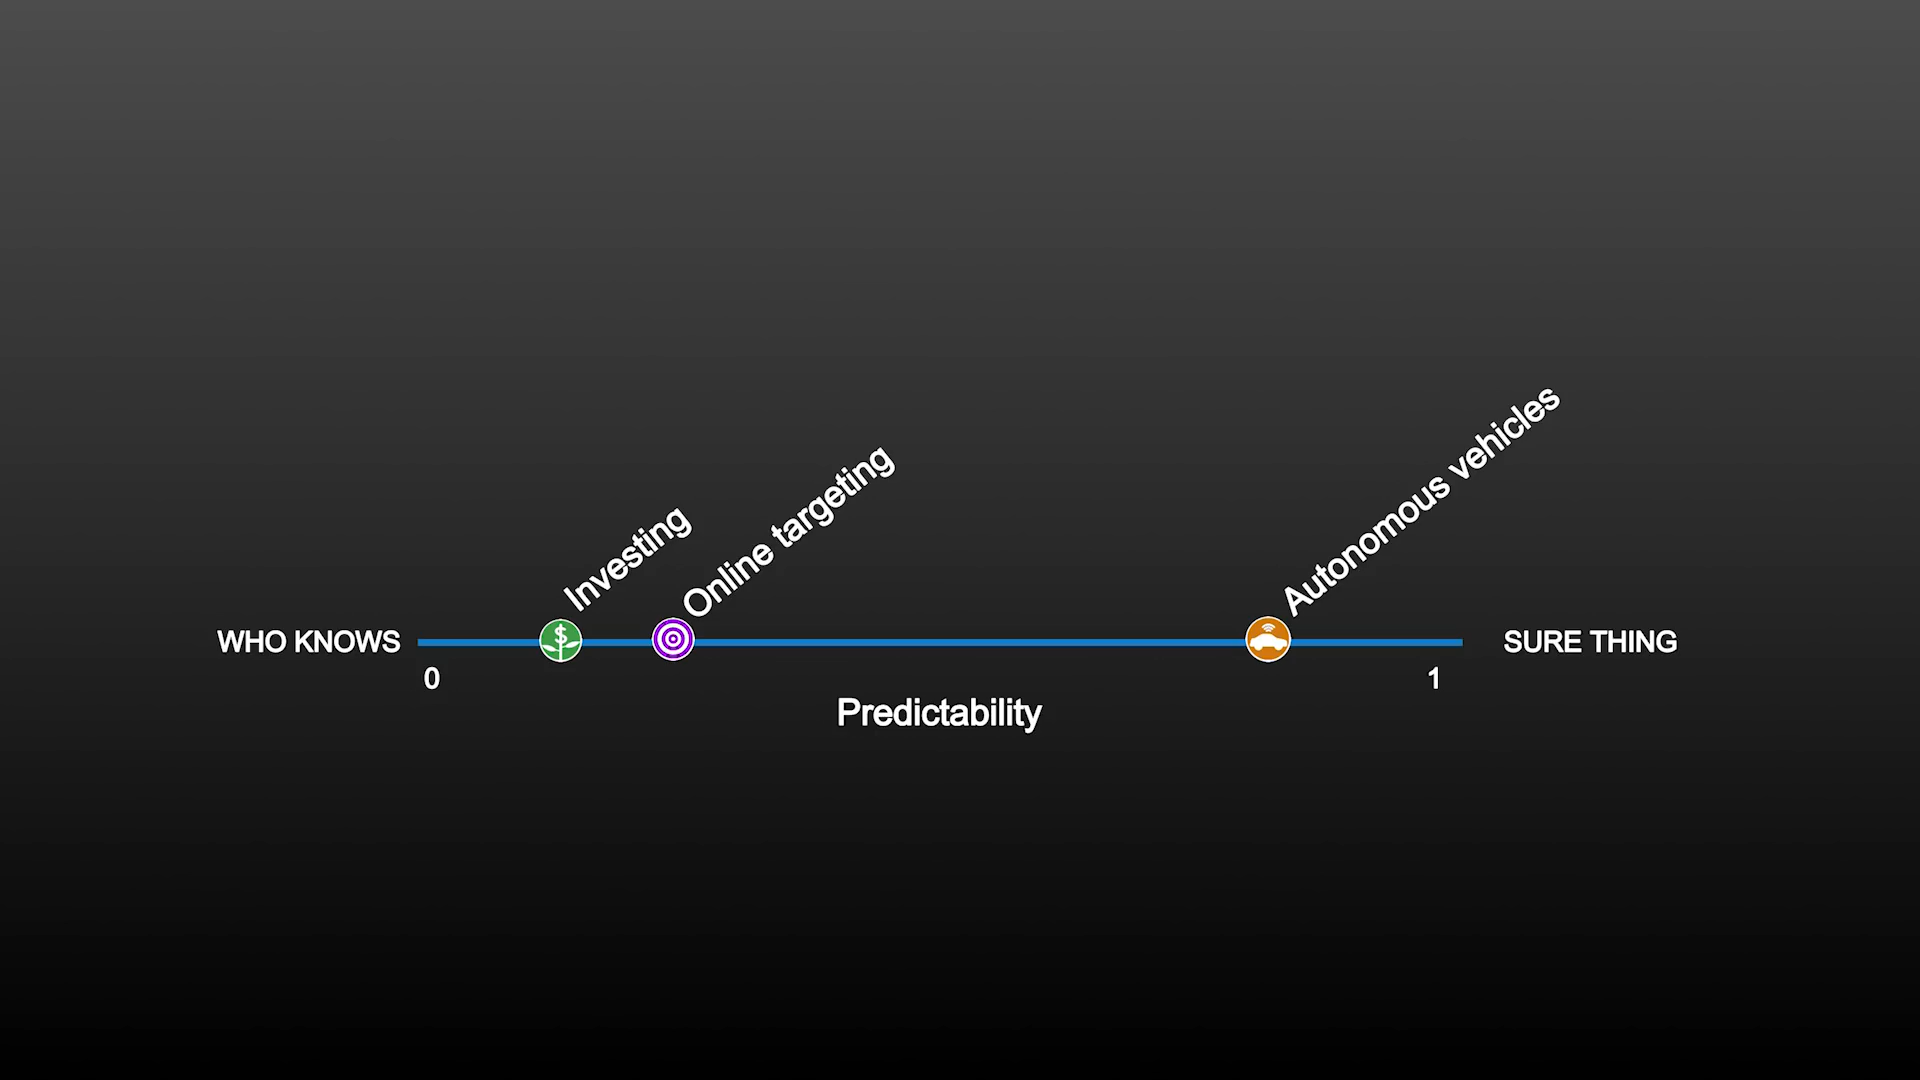 Investing
Online targeting
Autonomous vehicles
WHO KNOWS
SURE THING
0
1
Predictability
$